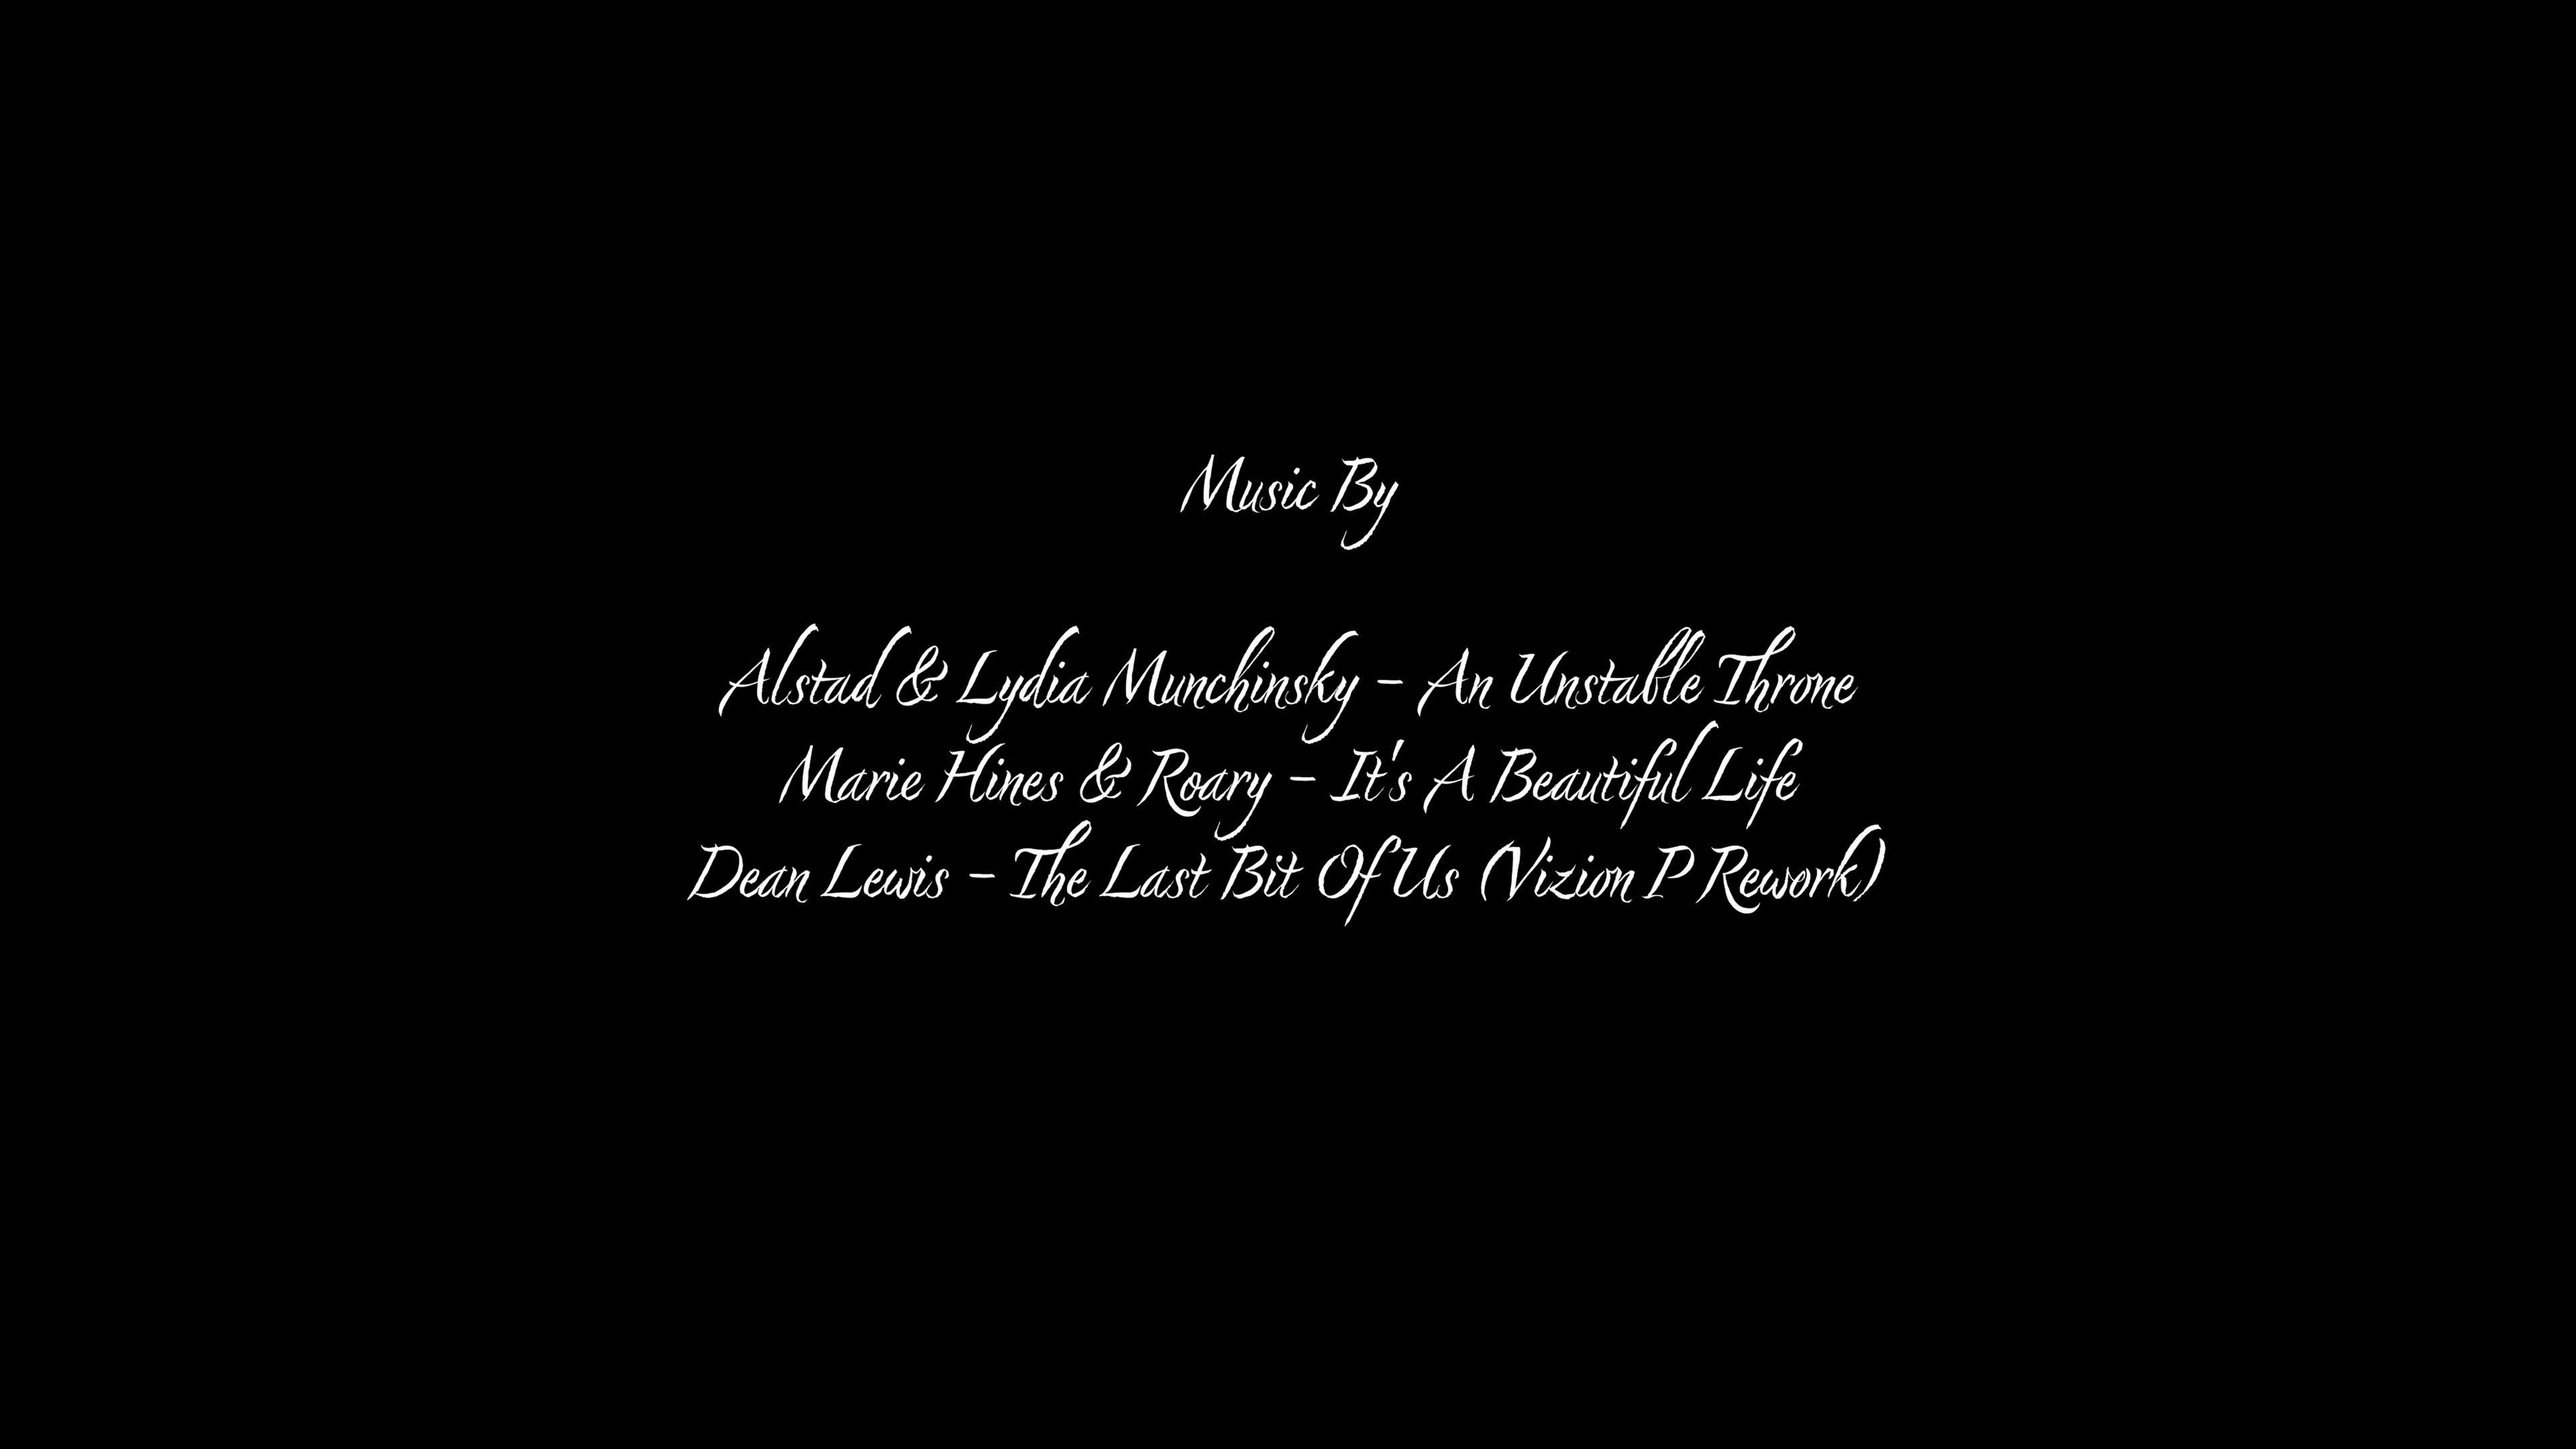 Music By
Alstad & Lydia Munchinsky - An Unstable Throne
Marie Hines & Roary - It's A Beautiful Life
Dean Lewis - The Last Bit Of Us (Vizion P Rework)